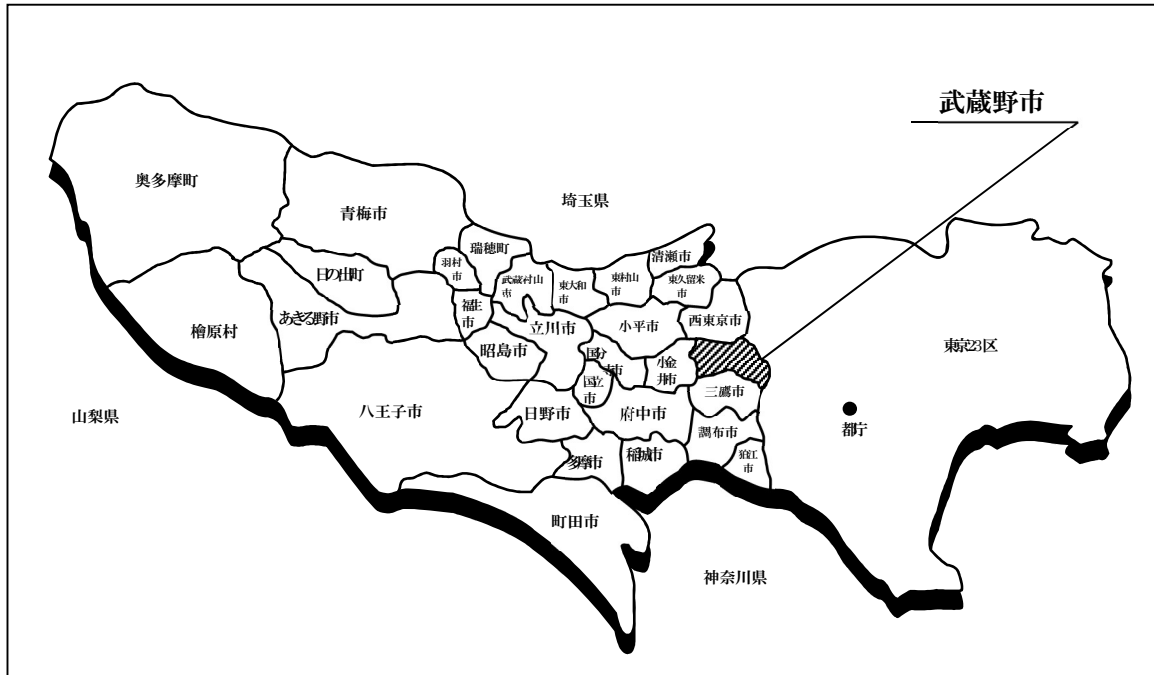 武蔵野市
奥多摩町
青梅市
埼玉県
瑞穂町
羽村
市
清瀬市
日の出町
武蔵村山
市
東大和
市
東村山
市
東久留米
市
あきる野市
福生
市
檜原村
立川市
小平市
西東京市
昭島市
国分
寺市
小金
井市
東京23区
国立
市
三鷹市
山梨県
八王子市
日野市
府中市
都庁
調布市
多摩市
稲城市
狛江
市
町田市
神奈川県